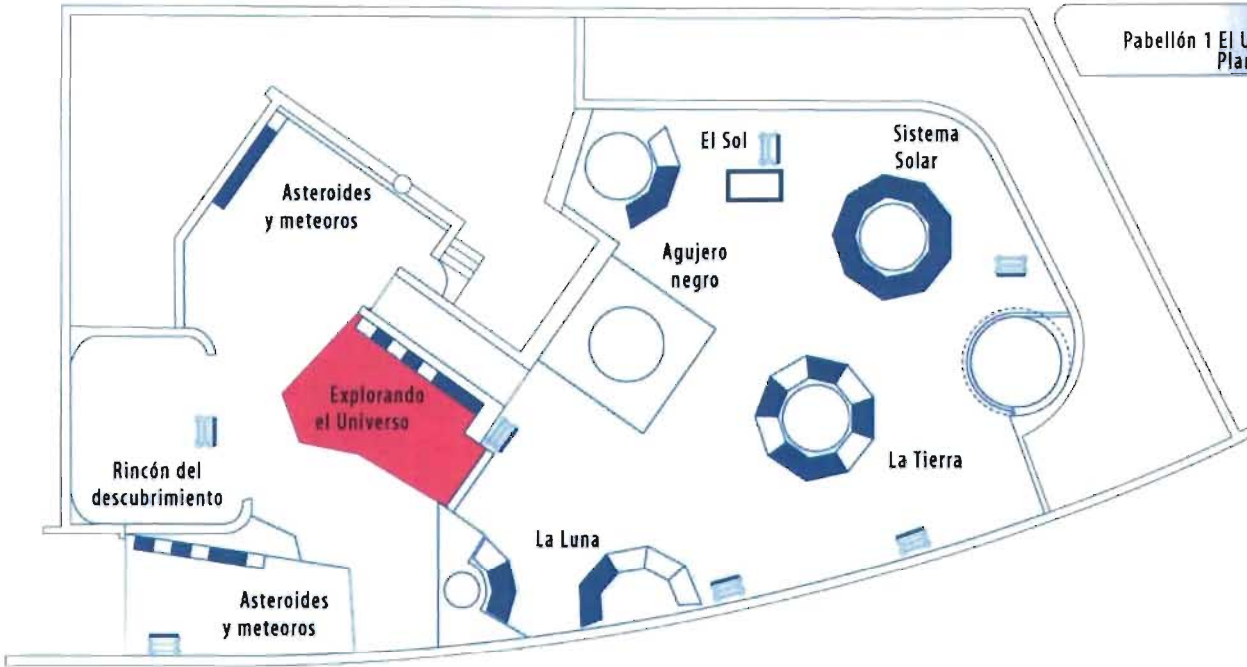 Pabellón 1 El
El Sol
Sistema
Solar
Asteroides
y meteoros
Agujero
negro
Explorando
el Universo
La Tierra
Rincón del
descubrimiento
La Luna
Asteroides
y meteoros